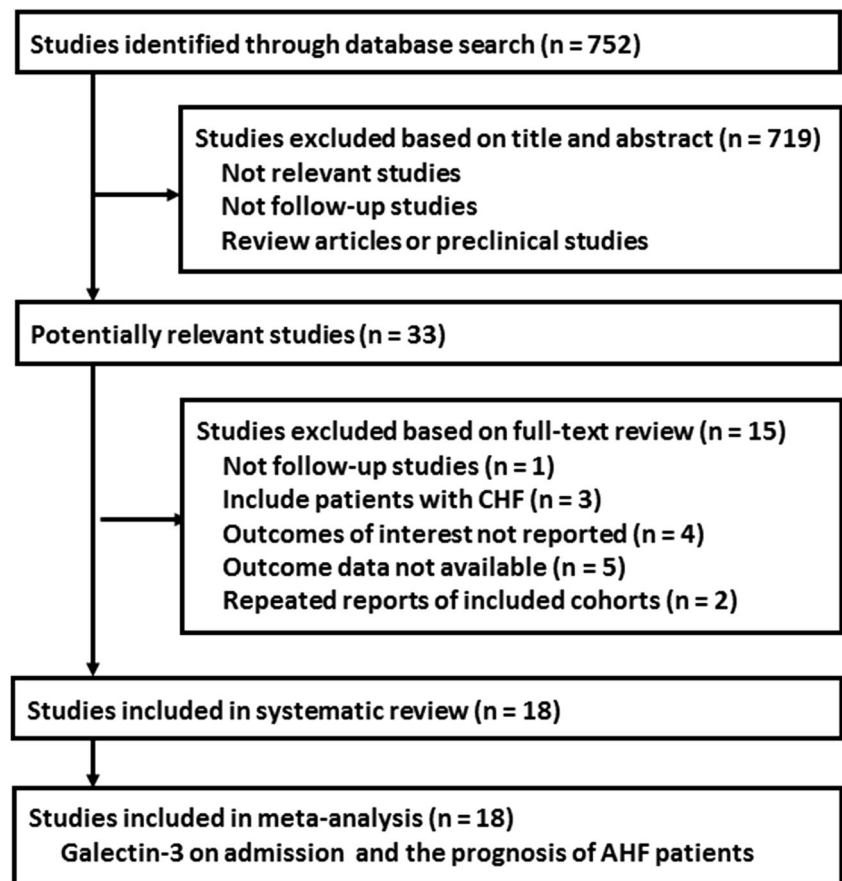 Studies identified through database search (n = 752)
Studies excluded based on title and abstract (n = 719)
Not relevant studies
Not follow-up studies
Review articles or preclinical studies
Potentially relevant studies (n = 33)
Studies excluded based on full-text review (n = 15)
Not follow-up studies (n = 1)
Include patients with CHF (n = 3)
Outcomes of interest not reported (n = 4)
Outcome data not available (n = 5)
Repeated reports of included cohorts (n = 2)
Studies included in systematic review (n = 18)
Studies included in meta-analysis (n = 18)
Galectin-3 on admission and the prognosis of AHF patients